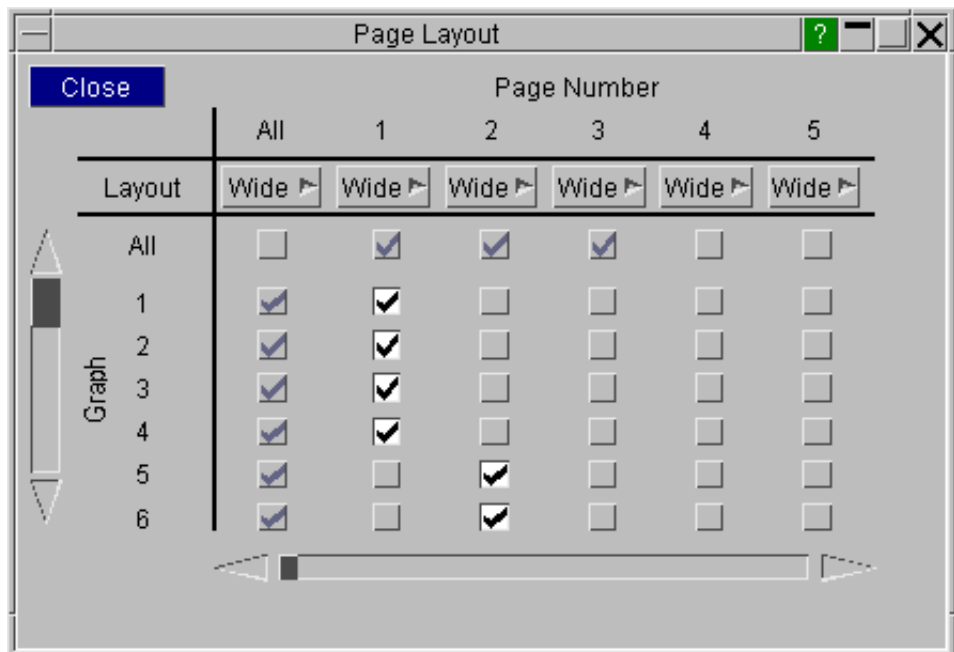 Page Layout ?
Close Page Number
All 1 2 3 4 5
Layout Wide Wide Wide Wide Wide Wide
All
1
2
Graph
3
4
5
6